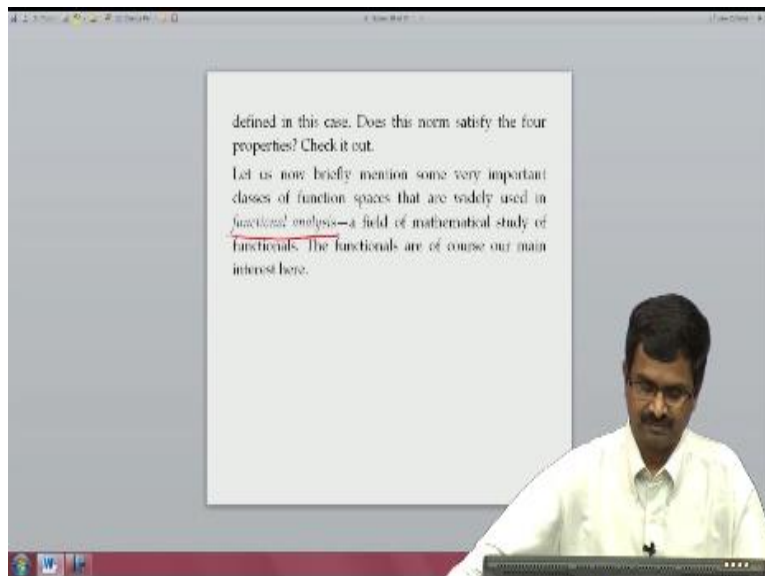 defined in this case. Does this norm satisfy the four
properties? Check it out.
Let us now briefly mention some very important
classes of function spaces that are widely used in
functional analysis—a field of mathematical study of
functionals. The functionals are of course our main
interest here.
W